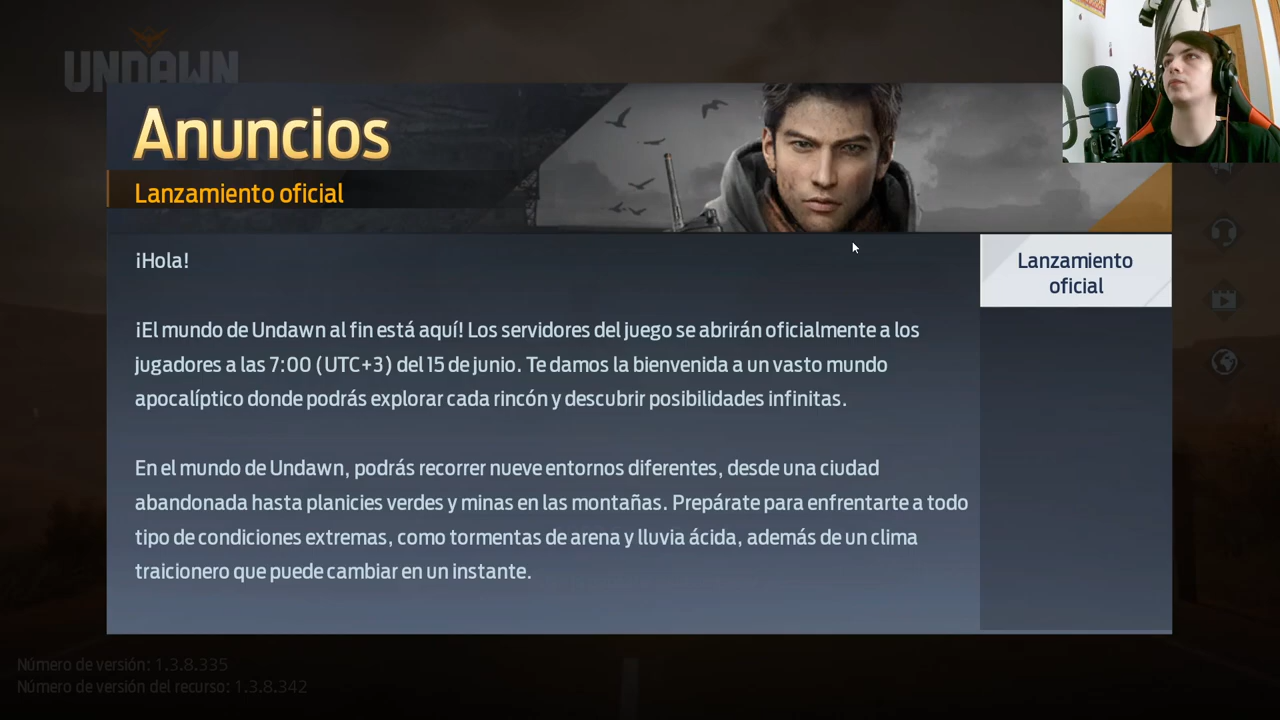 UNDAWN
Anuncios
Lanzamiento oficial
¡Hola!
¡El mundo de Undawn al fin está aquí! Los servidores del juego se abrirán oficialmente a los
jugadores a las 7:00 (UTC+3) del 15 de junio. Te damos la bienvenida a un vasto mundo
apocalíptico donde podrás explorar cada rincón y descubrir posibilidades infinitas.
En el mundo de Undawn, podrás recorrer nueve entornos diferentes, desde una ciudad
abandonada hasta planicies verdes y minas en las montañas. Prepárate para enfrentarte a todo
tipo de condiciones extremas, como tormentas de arena y lluvia ácida, además de un clima
traicionero que puede cambiar en un instante.
Lanzamiento
oficial
Número de versión: 1.3.8.335
Número de versión del recurso: 1.3.8.342